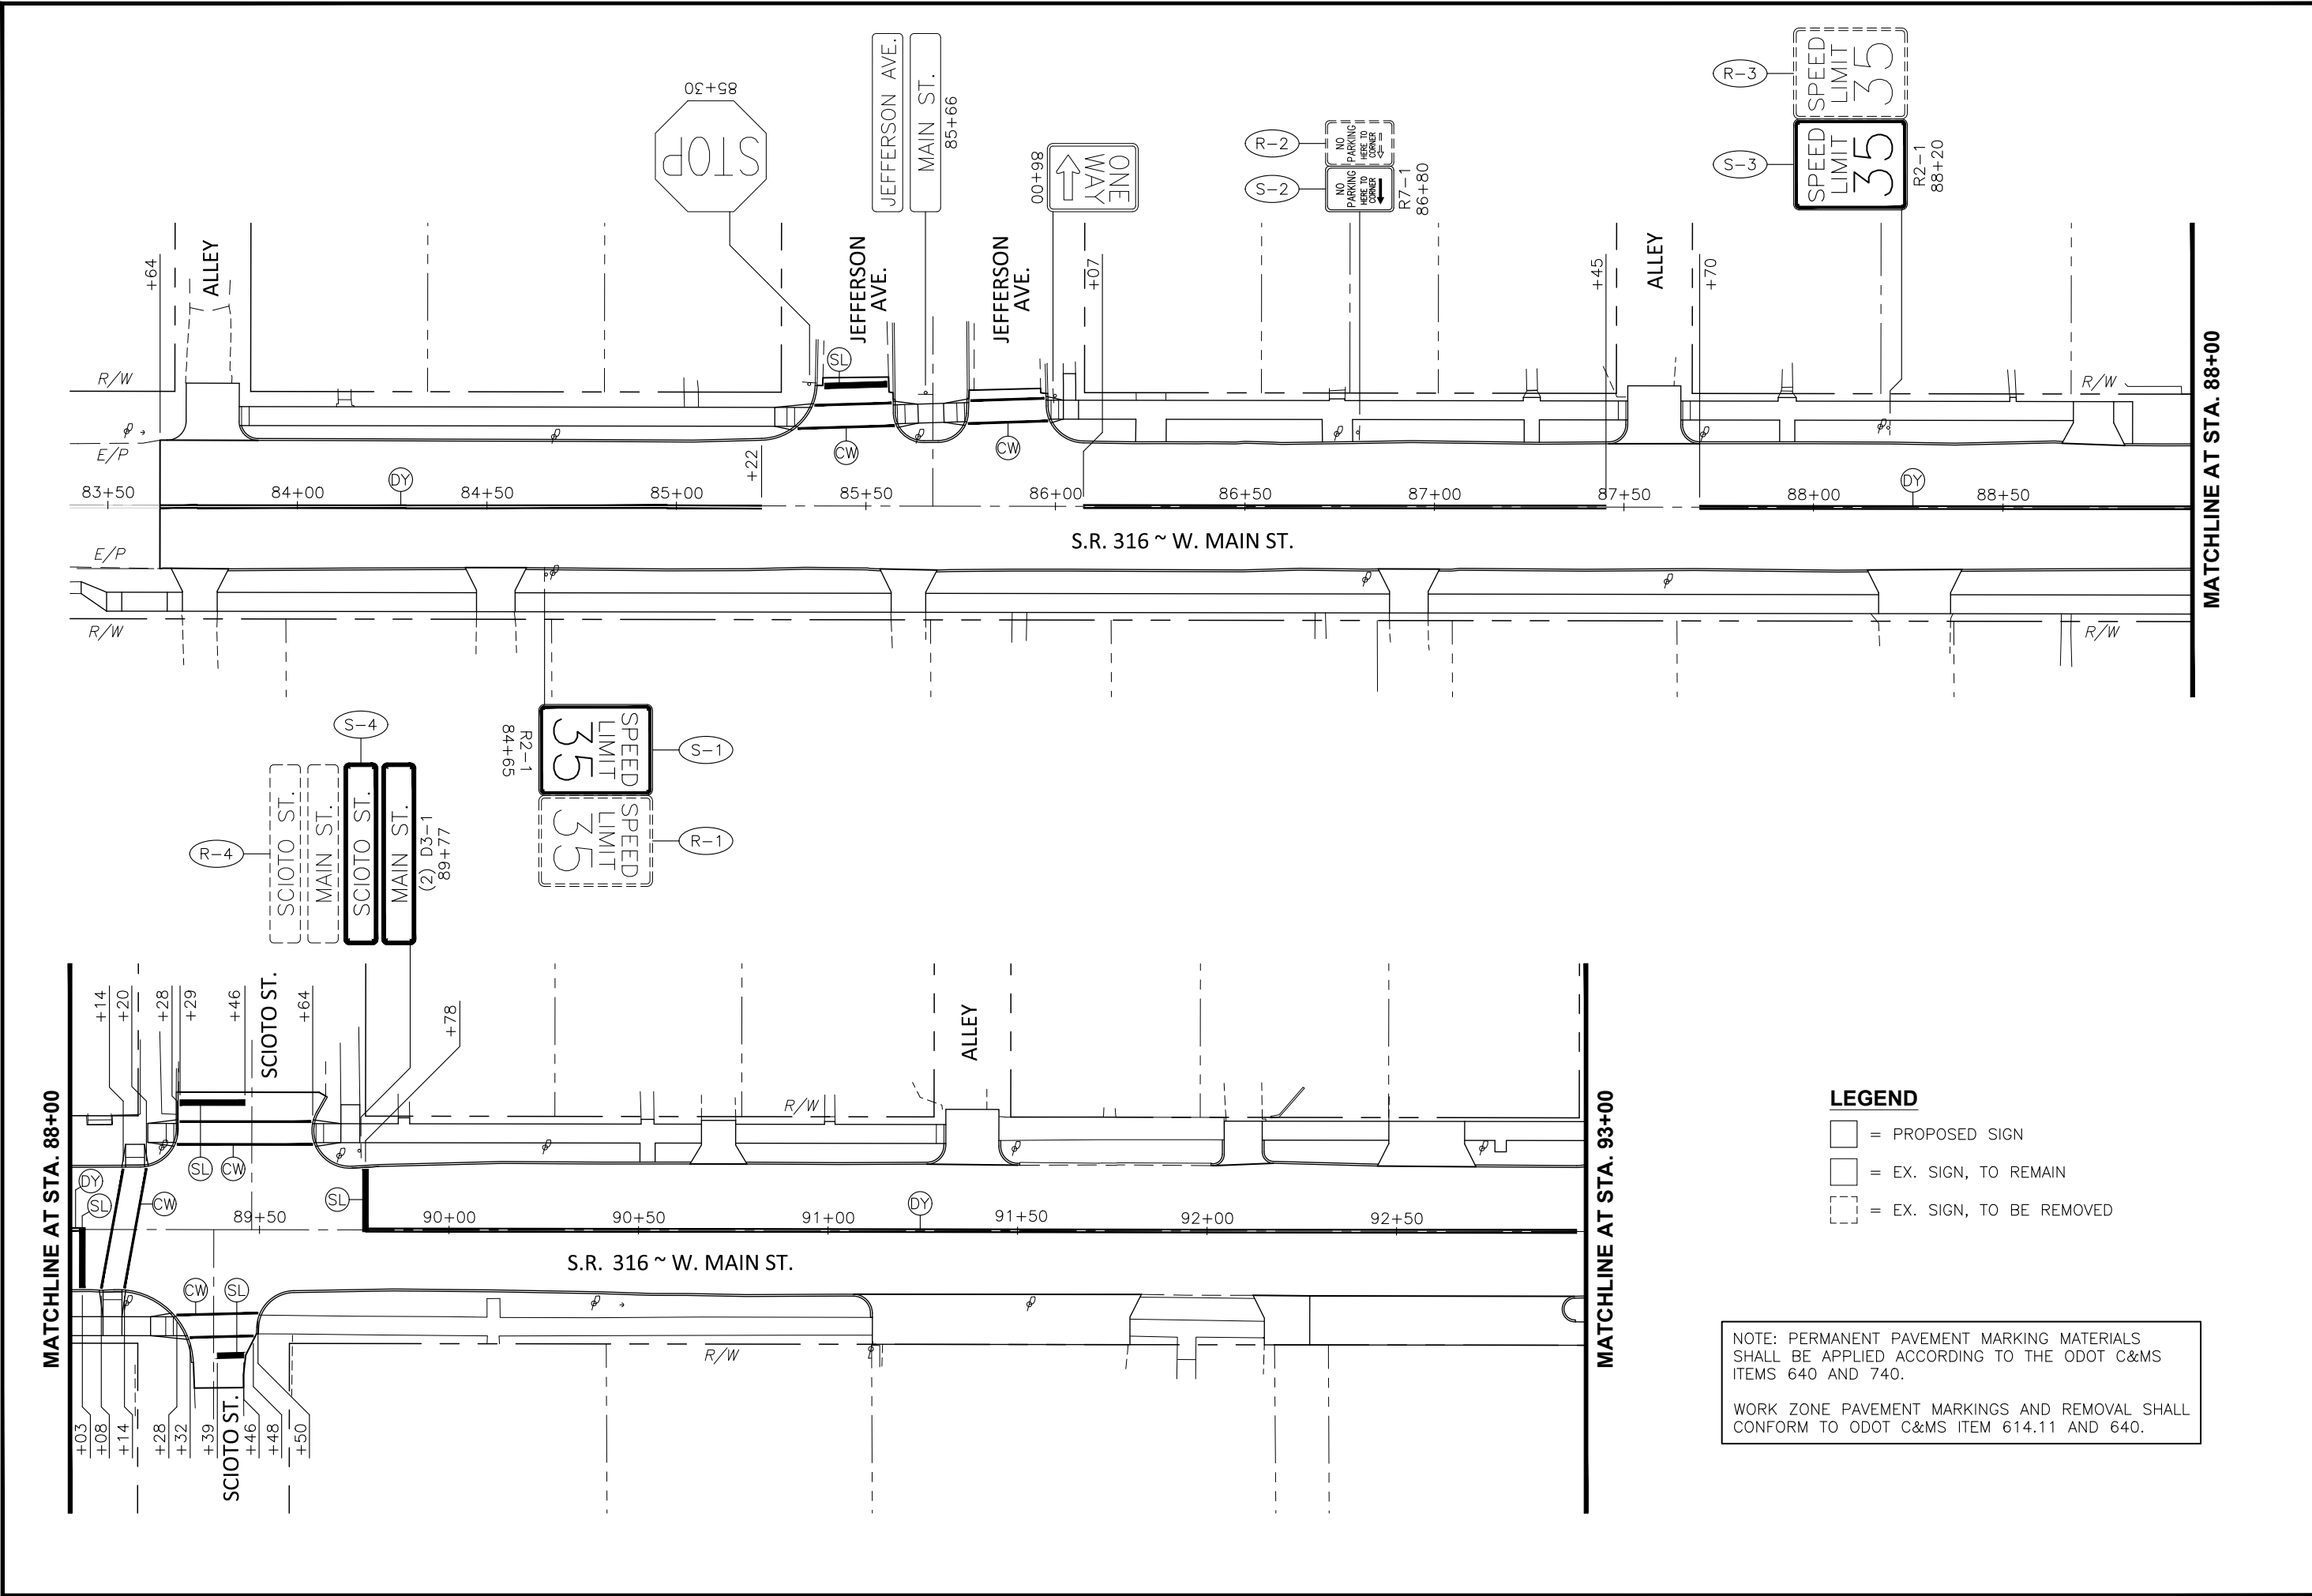 85+30
STOP
JEFFERSON AVE.
MAIN ST.
85+66
86+00
ONE
WAY
R-2
NO
PARKING
HERE TO
CORNER
S-2
NO
PARKING
HERE TO
CORNER
R7-1
86+80
R-3
SPEED
LIMIT
35
S-3
SPEED
LIMIT
35
R2-1
88+20
+64
ALLEY
JEFFERSON
AVE.
JEFFERSON
AVE.
+07
+45
ALLEY
+70
R/W
SL
R/W
E/P
CW
CW
+22
DY
DY
83+50
84+00
84+50
85+00
85+50
86+00
86+50
87+00
87+50
88+00
88+50
S.R. 316 ~ W. MAIN ST.
E/P
R/W
R/W
MATCHLINE AT STA. 88+00
S-4
R-4
SCIOTO ST.
MAIN ST.
SCIOTO ST.
MAIN ST.
(2) D3-1
89+77
R2-1
84+65
SPEED
LIMIT
35
S-1
SPEED
LIMIT
35
R-1
MATCHLINE AT STA. 88+00
+14
+20
+28
+29
+46
SCIOTO ST.
+64
+78
ALLEY
R/W
SL
CW
DY
SL
CW
SL
DY
89+50
90+00
90+50
91+00
91+50
92+00
92+50
S.R. 316 ~ W. MAIN ST.
CW
SL
R/W
+03
+08
+14
+28
+32
+39
SCIOTO ST.
+46
+48
+50
MATCHLINE AT STA. 93+00
LEGEND
= PROPOSED SIGN
= EX. SIGN, TO REMAIN
= EX. SIGN, TO BE REMOVED
NOTE: PERMANENT PAVEMENT MARKING MATERIALS
SHALL BE APPLIED ACCORDING TO THE ODOT C&MS
ITEMS 640 AND 740.
WORK ZONE PAVEMENT MARKINGS AND REMOVAL SHALL
CONFORM TO ODOT C&MS ITEM 614.11 AND 640.